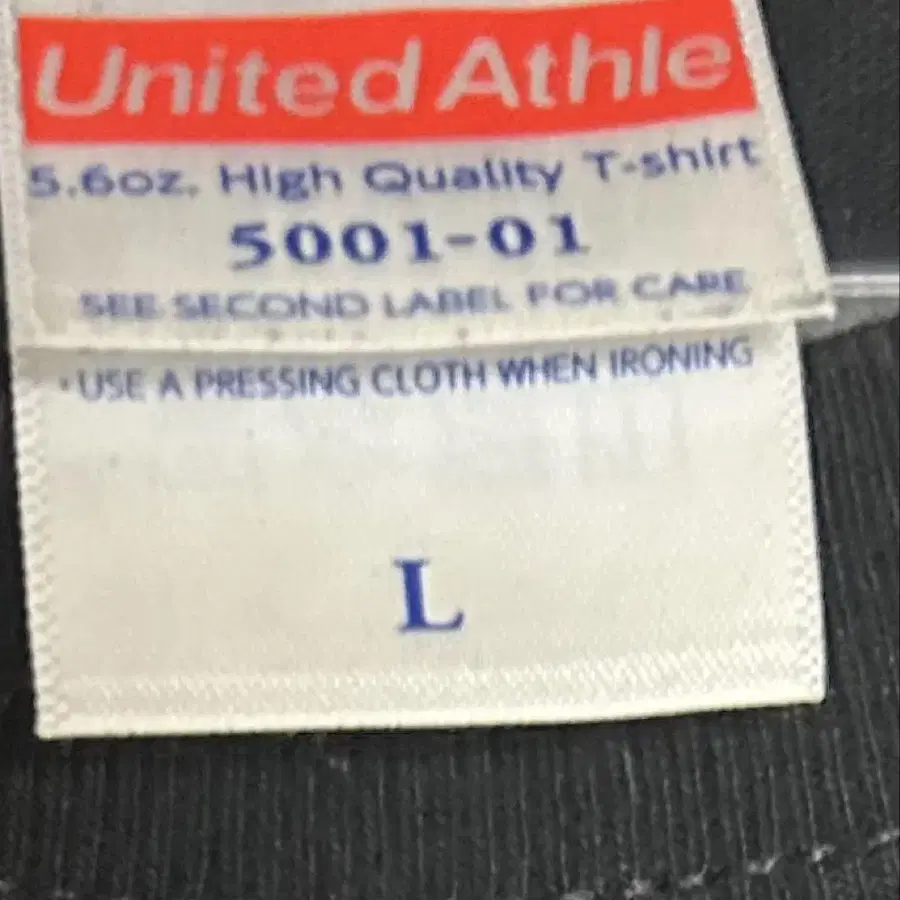 United Athle
5.6oz. High Quality T-shirt
5001-01
SEE SECOND LABEL FOR CARE
・USE A PRESSING CLOTH WHEN IRONING
L